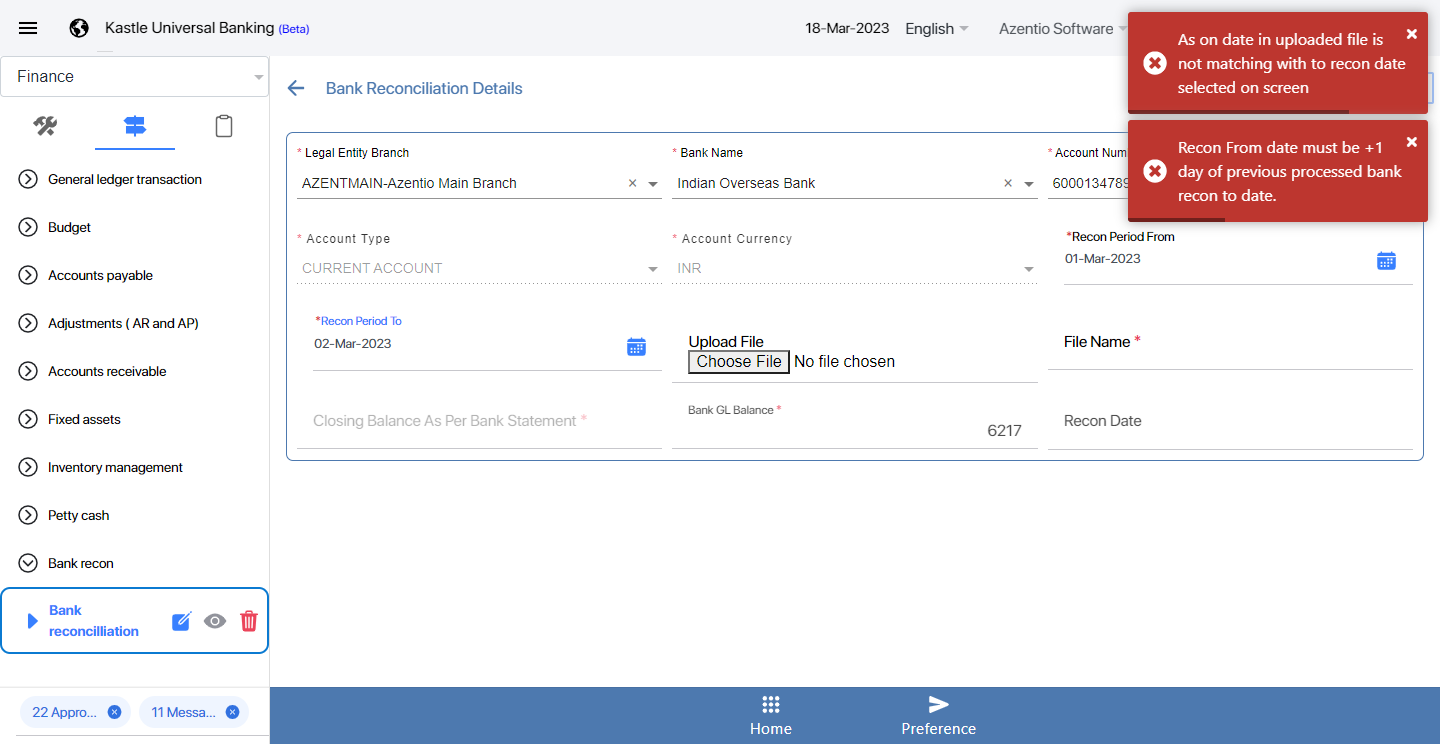 Kastle Universal Banking (Beta)
18-Mar-2023
English
Azentio Software
As on date in uploaded file is
not matching with to recon date
selected on screen
Recon From date must be +1
day of previous processed bank
recon to date.
Finance
General ledger transaction
Budget
Accounts payable
Adjustments ( AR and AP)
Accounts receivable
Fixed assets
Inventory management
Petty cash
Bank recon
Bank
reconcilliation
22 Appro...
11 Messa...
Bank Reconciliation Details
* Legal Entity Branch
AZENTMAIN-Azentio Main Branch
* Bank Name
Indian Overseas Bank
* Account Num
6000134789
* Account Type
CURRENT ACCOUNT
* Account Currency
INR
*Recon Period From
01-Mar-2023
*Recon Period To
02-Mar-2023
Upload File
Choose File No file chosen
File Name *
Closing Balance As Per Bank Statement *
Bank GL Balance *
6217
Recon Date
Home
Preference